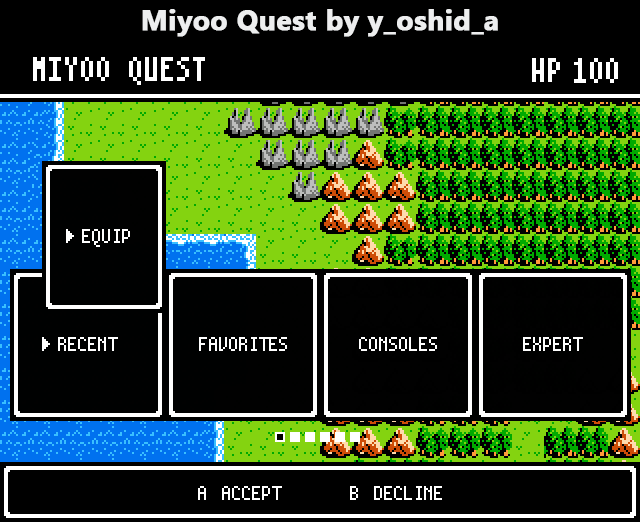 Miyoo Quest by y_oshid_a
MIYOO QUEST
HP 100
EQUIP
RECENT
FAVORITES
CONSOLES
EXPERT
A ACCEPT
B DECLINE